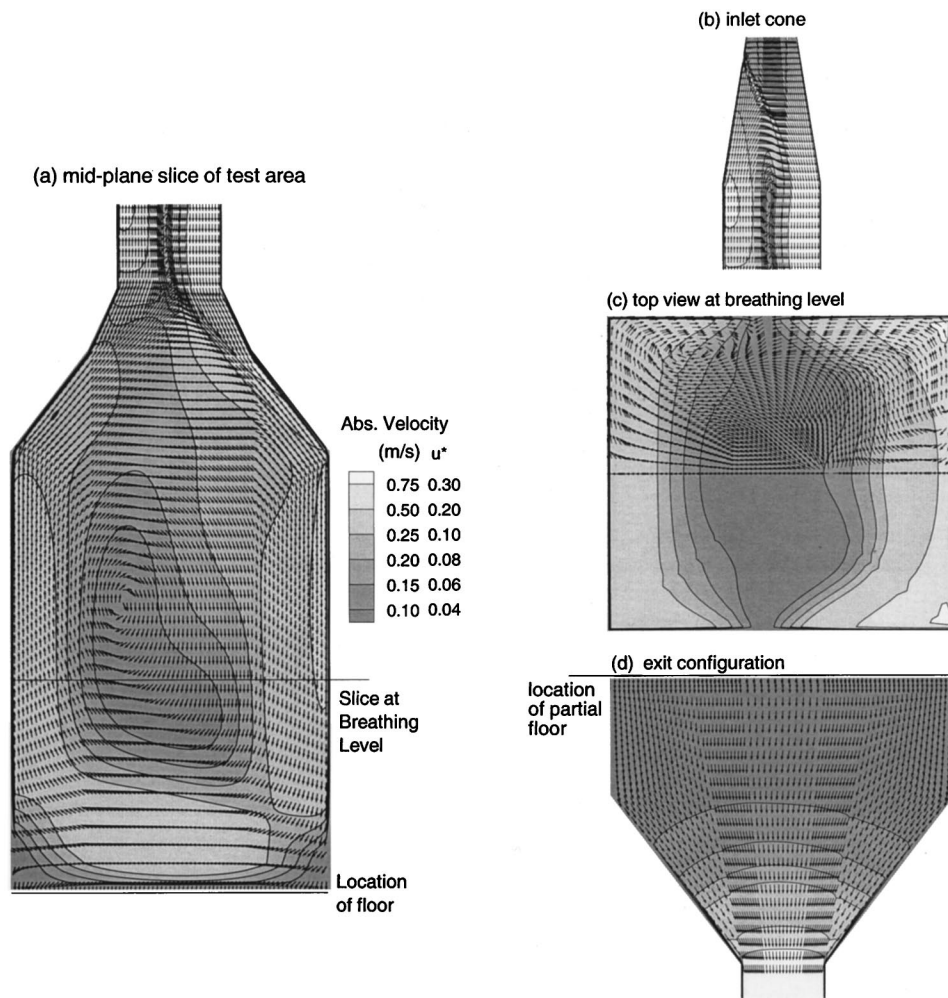 (b) inlet cone
(a) mid-plane slice of test area
(c) top view at breathing level
Abs. Velocity
(m/s) u*
0.75 0.30
0.50 0.20
0.25 0.10
0.20 0.08
0.15 0.06
0.10 0.04
Slice at
Breathing
Level
(d) exit configuration
location
of partial
floor
Location
of floor